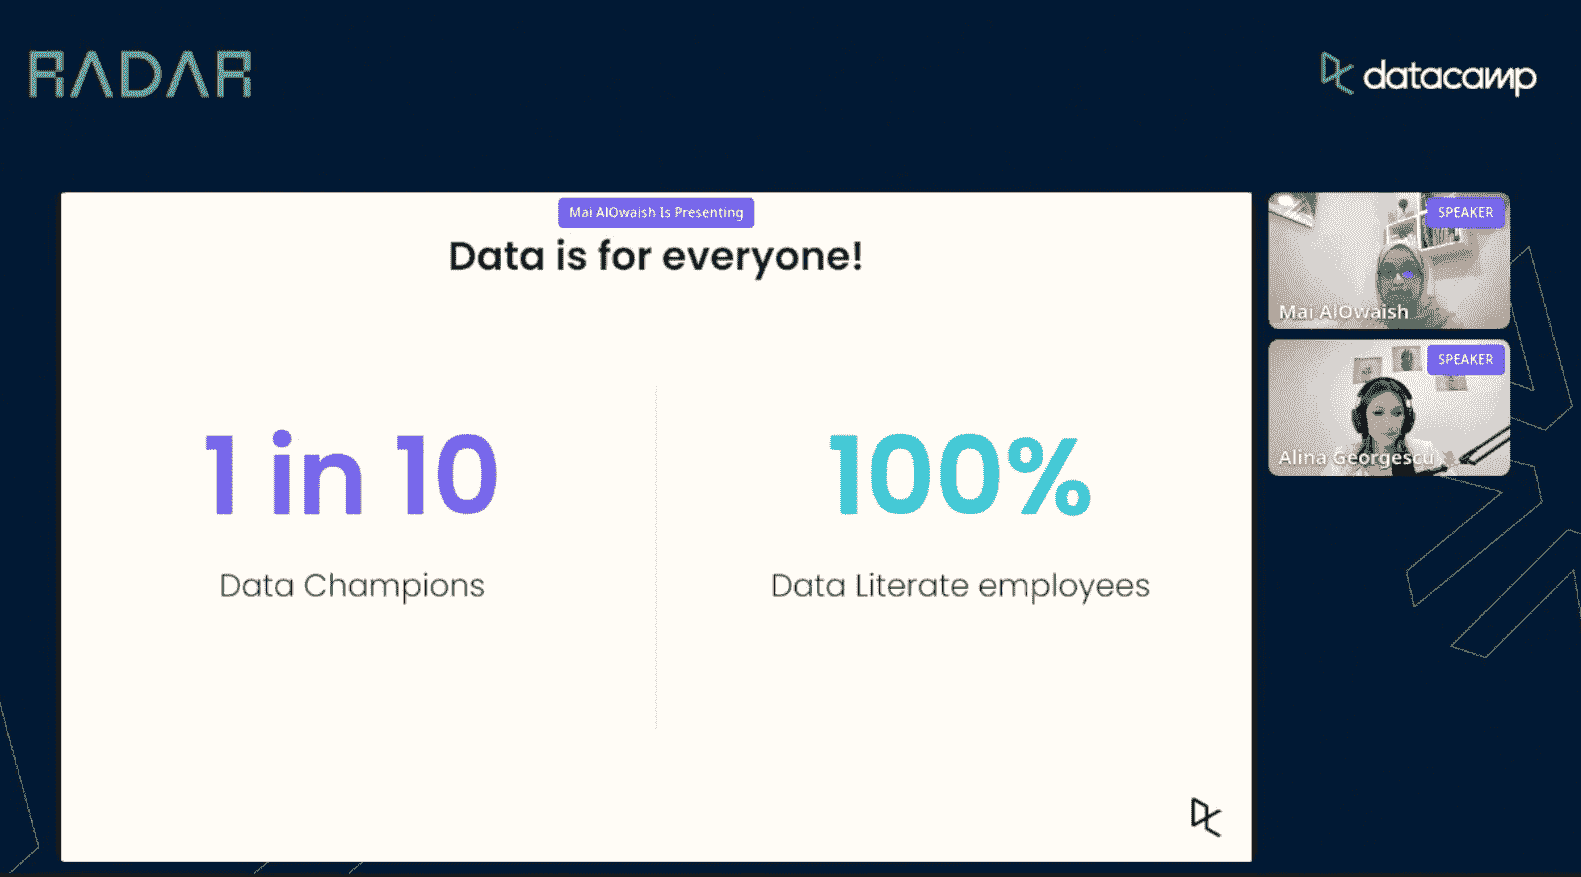 RADAR
datacamp
Mai AlOwaish Is Presenting
Data is for everyone!
1 in 10
Data Champions
100%
Data Literate employees
SPEAKER
Mai AlOwaish
SPEAKER
Alina Georgescu